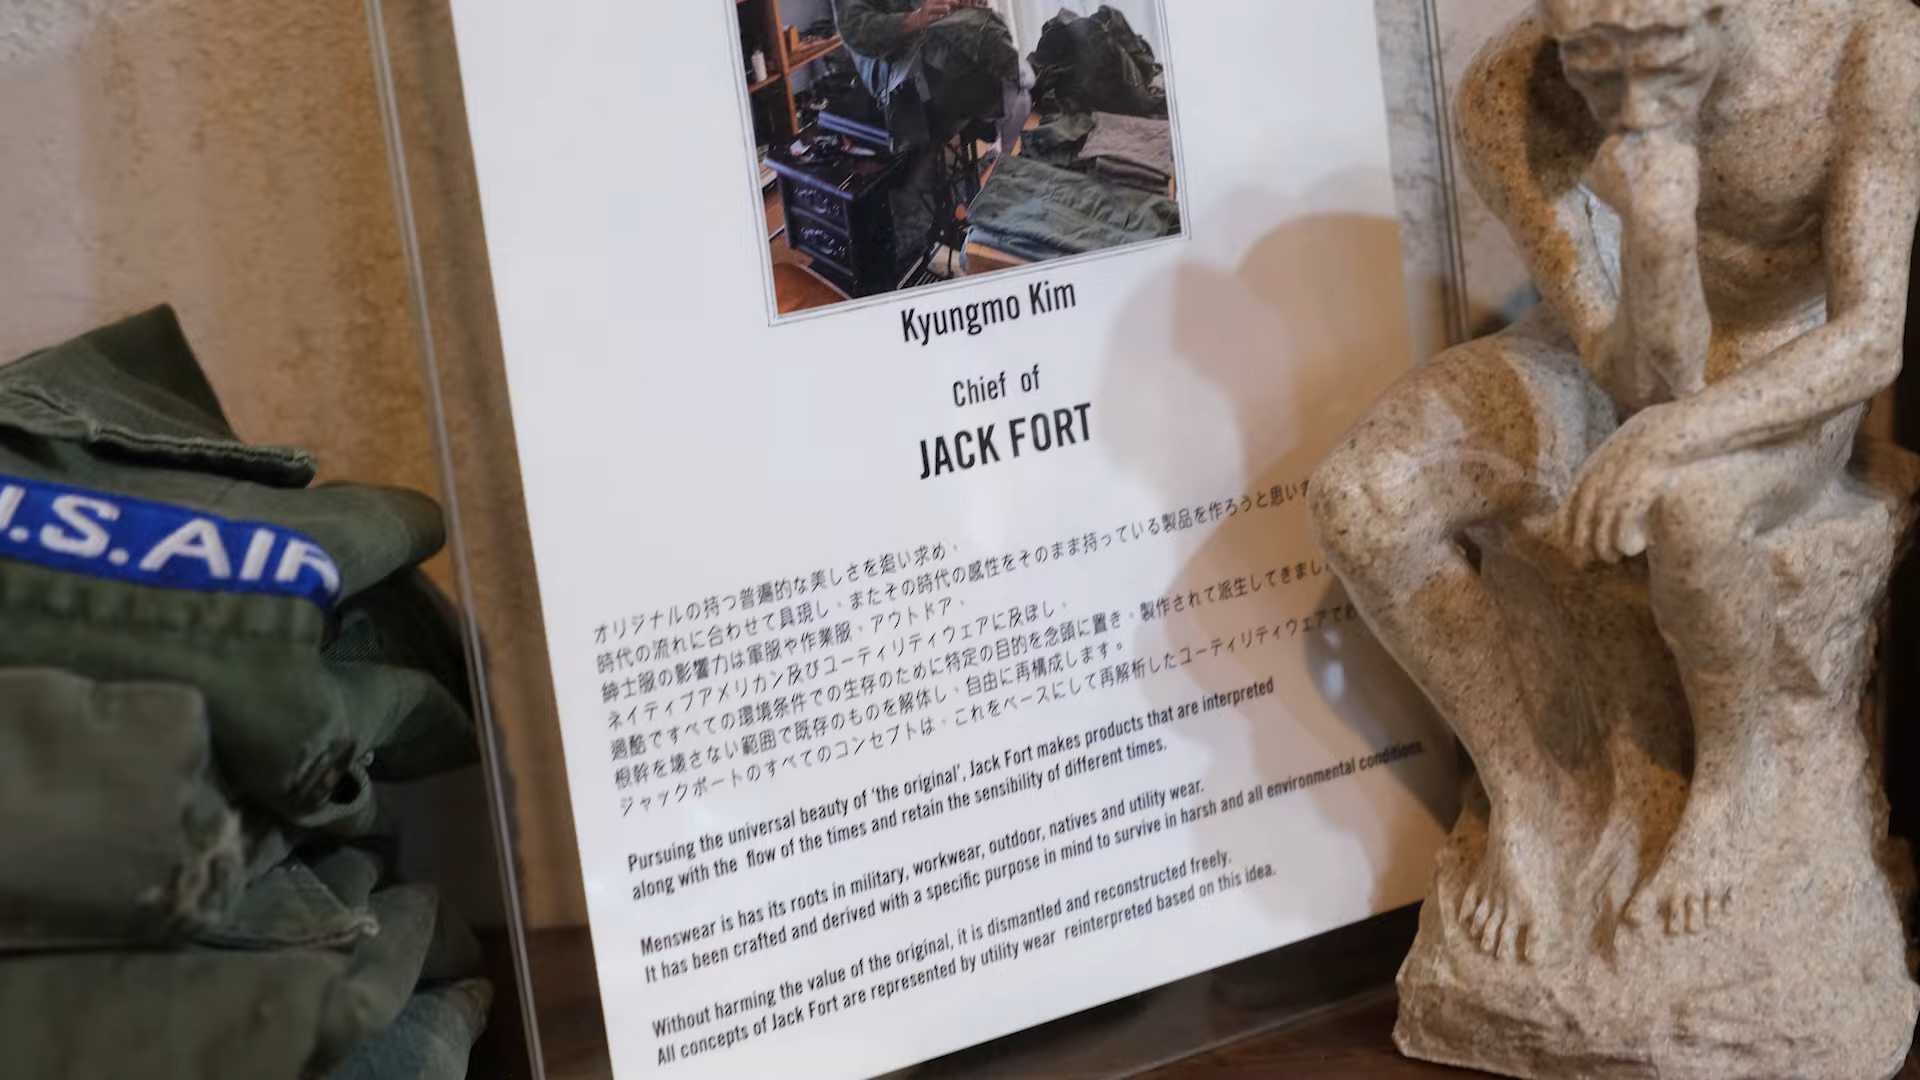 Kyungmo Kim
Chief of
JACK FORT
オリジナルの持つ普遍的な美しさを追い求め、
時代の流れに合わせて具現し、またその時代の感性をそのまま持っている製品を作ろうと思いま
紳士服の影響力は軍服や作業服、アウトドア、
ネイティブアメリカン及びユーティリティウェアに及ぼし、
過酷ですべての環境条件での生存のために特定の目的を念頭に置き、製作されて派生してきまし
根幹を壊さない範囲で既存のものを解体し、自由に再構成します。
ジャックポートのすべてのコンセプトは、これをベースにして再解析したユーティリティウェアでお
Pursuing the universal beauty of 'the original', Jack Fort makes products that are interpreted
along with the flow of the times and retain the sensibility of different times.
Menswear is has its roots in military, workwear, outdoor, natives and utility wear.
It has been crafted and derived with a specific purpose in mind to survive in harsh and all environmental conditions.
Without harming the value of the original, it is dismantled and reconstructed freely.
All concepts of Jack Fort are represented by utility wear reinterpreted based on this idea.
.S. AIR